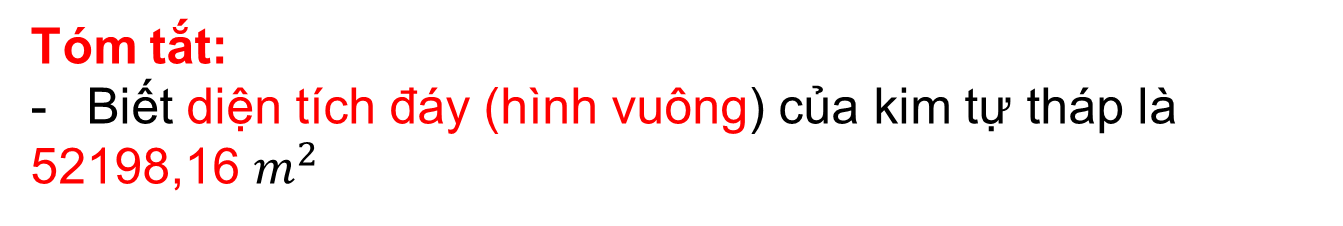 Tóm tắt:
- Biết diện tích đáy (hình vuông) của kim tự tháp là
52198,16 m²